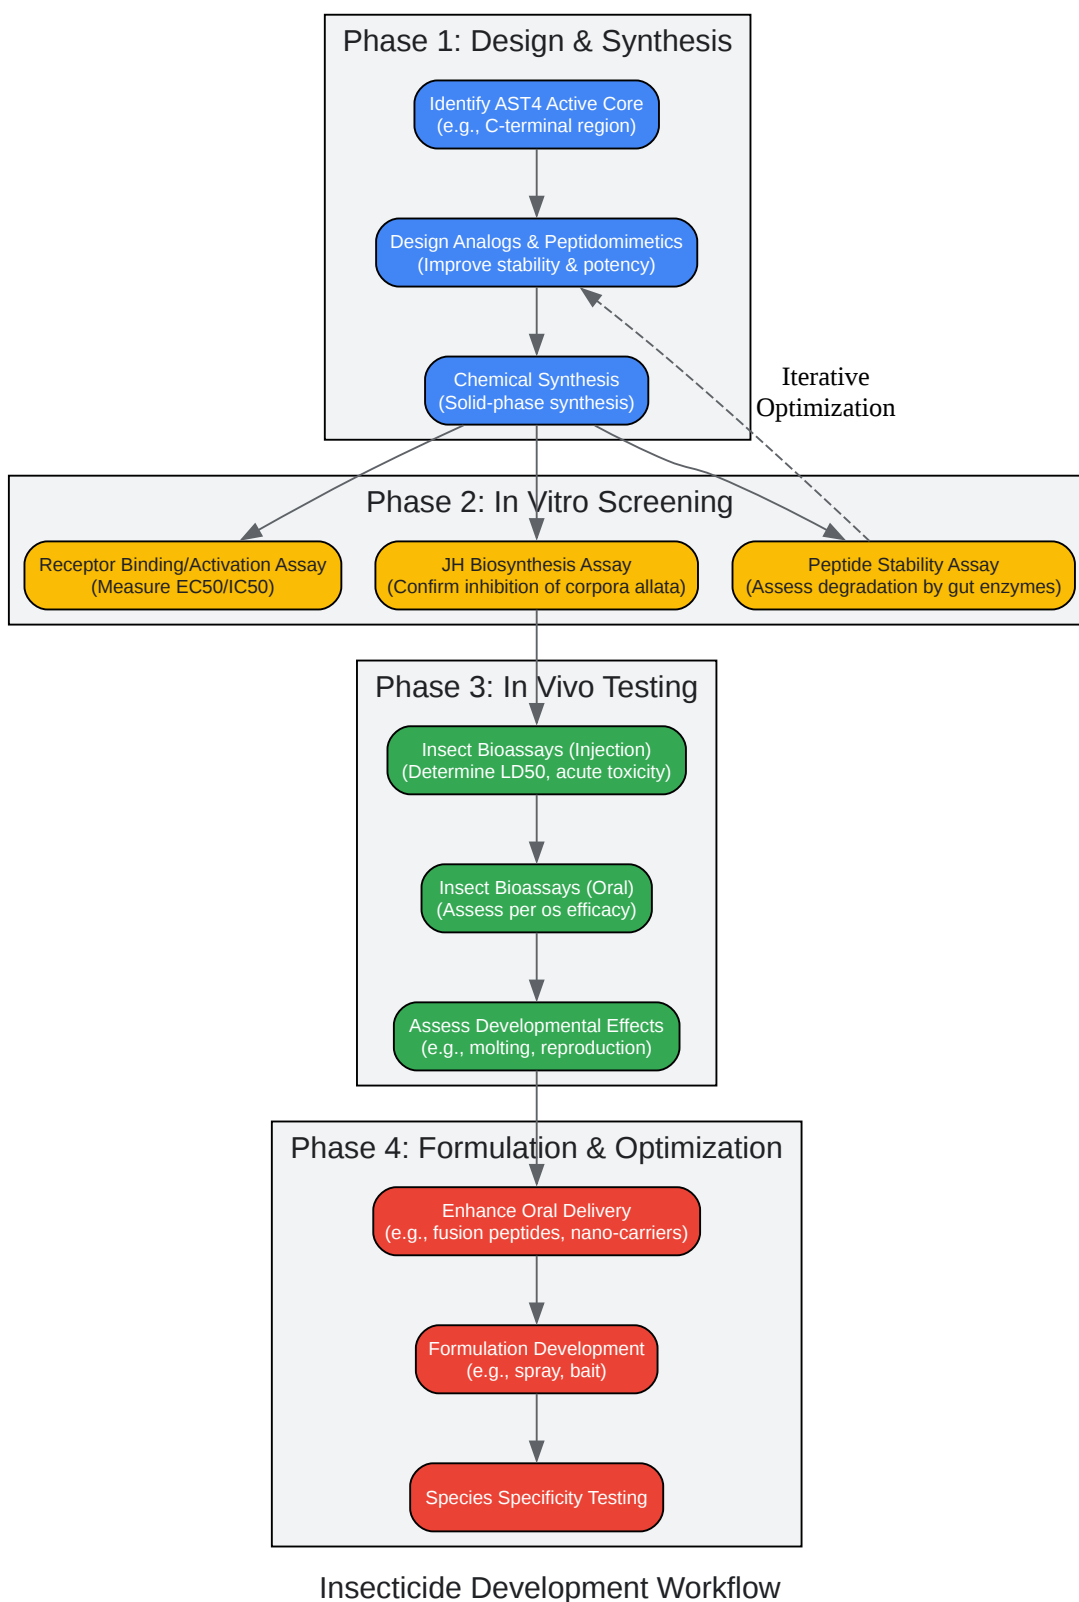 Phase 1: Design & Synthesis
Identify AST4 Active Core
(e.g., C-terminal region)
Design Analogs & Peptidomimetics
(Improve stability & potency)
Chemical Synthesis
(Solid-phase synthesis)
Iterative
Optimization
Phase 2: In Vitro Screening
Receptor Binding/Activation Assay
(Measure EC50/IC50)
JH Biosynthesis Assay
(Confirm inhibition of corpora allata)
Peptide Stability Assay
(Assess degradation by gut enzymes)
Phase 3: In Vivo Testing
Insect Bioassays (Injection)
(Determine LD50, acute toxicity)
Insect Bioassays (Oral)
(Assess per os efficacy)
Assess Developmental Effects
(e.g., molting, reproduction)
Phase 4: Formulation & Optimization
Enhance Oral Delivery
(e.g., fusion peptides, nano-carriers)
Formulation Development
(e.g., spray, bait)
Species Specificity Testing
Insecticide Development Workflow